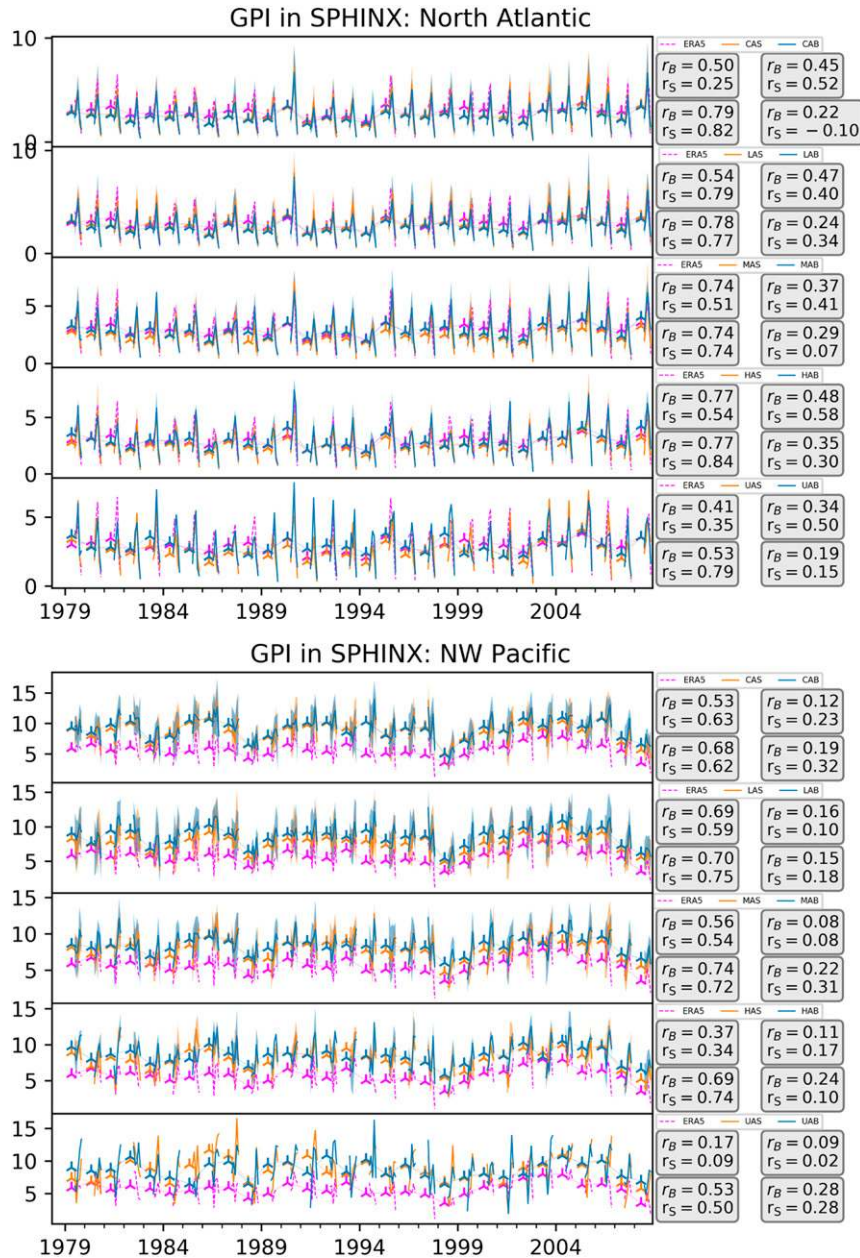 GPI in SPHINX: North Atlantic
10
ERA5 CAS CAB
r_B = 0.50 r_B = 0.45
r_S = 0.25 r_S = 0.52
r_B = 0.79 r_B = 0.22
r_S = 0.82 r_S = −0.10
0
10
ERA5 LAS LAB
r_B = 0.54 r_B = 0.47
r_S = 0.79 r_S = 0.40
r_B = 0.78 r_B = 0.24
r_S = 0.77 r_S = 0.34
0
ERA5 MAS MAB
r_B = 0.74 r_B = 0.37
r_S = 0.51 r_S = 0.41
5
r_B = 0.74 r_B = 0.29
r_S = 0.74 r_S = 0.07
0
ERA5 HAS HAB
r_B = 0.77 r_B = 0.48
r_S = 0.54 r_S = 0.58
5
r_B = 0.77 r_B = 0.35
r_S = 0.84 r_S = 0.30
0
ERA5 UAS UAB
r_B = 0.41 r_B = 0.34
r_S = 0.35 r_S = 0.50
5
r_B = 0.53 r_B = 0.19
r_S = 0.79 r_S = 0.15
0
1979 1984 1989 1994 1999 2004
GPI in SPHINX: NW Pacific
ERA5 CAS CAB
15
r_B = 0.53 r_B = 0.12
r_S = 0.63 r_S = 0.23
10
r_B = 0.68 r_B = 0.19
r_S = 0.62 r_S = 0.32
5
ERA5 LAS LAB
15
r_B = 0.69 r_B = 0.16
r_S = 0.59 r_S = 0.10
10
r_B = 0.70 r_B = 0.15
r_S = 0.75 r_S = 0.18
5
15
ERA5 MAS MAB
r_B = 0.56 r_B = 0.08
r_S = 0.54 r_S = 0.08
10
r_B = 0.74 r_B = 0.22
r_S = 0.72 r_S = 0.31
5
15
ERA5 HAS HAB
r_B = 0.37 r_B = 0.11
r_S = 0.34 r_S = 0.17
10
r_B = 0.69 r_B = 0.24
r_S = 0.74 r_S = 0.10
5
15
ERA5 UAS UAB
r_B = 0.17 r_B = 0.09
r_S = 0.09 r_S = 0.02
10
r_B = 0.53 r_B = 0.28
r_S = 0.50 r_S = 0.28
5
1979 1984 1989 1994 1999 2004